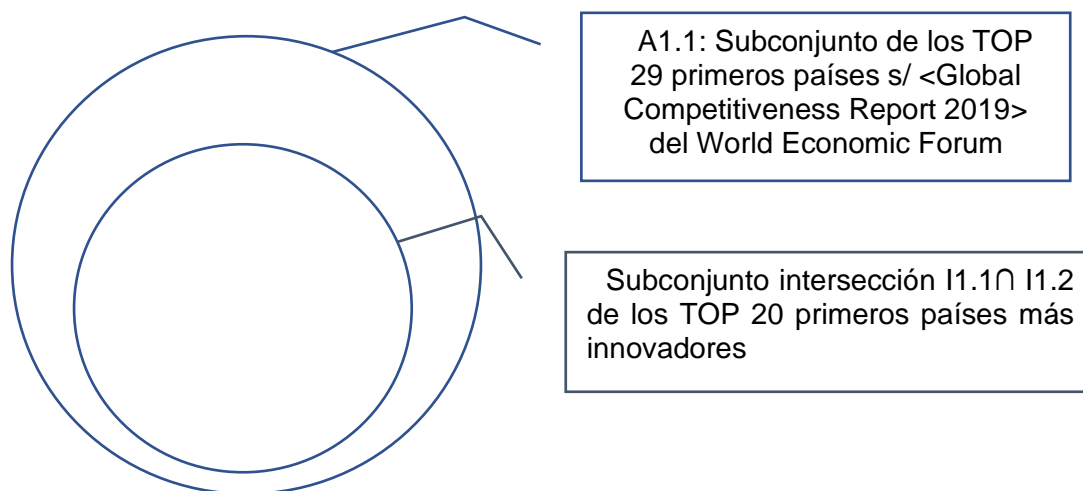 A1.1: Subconjunto de los TOP
29 primeros países s/ <Global
Competitiveness Report 2019>
del World Economic Forum
Subconjunto intersección I1.1∩ I1.2
de los TOP 20 primeros países más
innovadores